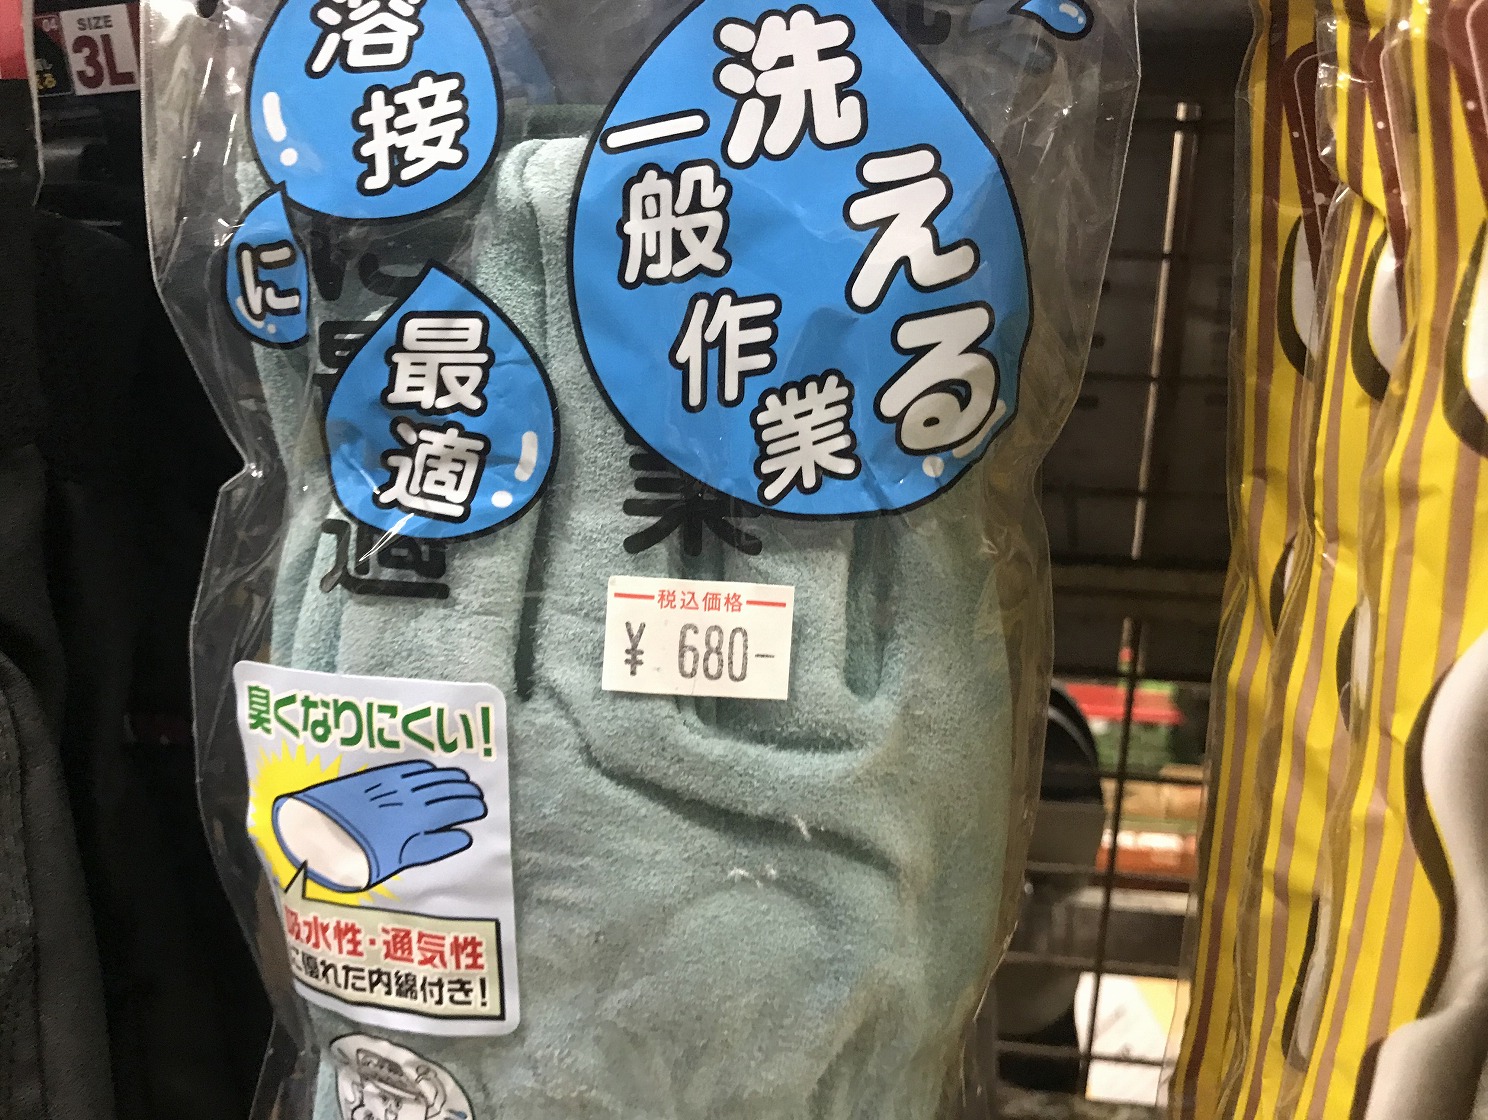 SIZE
3L
溶接
に
最適
洗える
一般作業
税込価格
¥ 680-
臭くなりにくい!
吸水性・通気性
に優れた内綿付き!